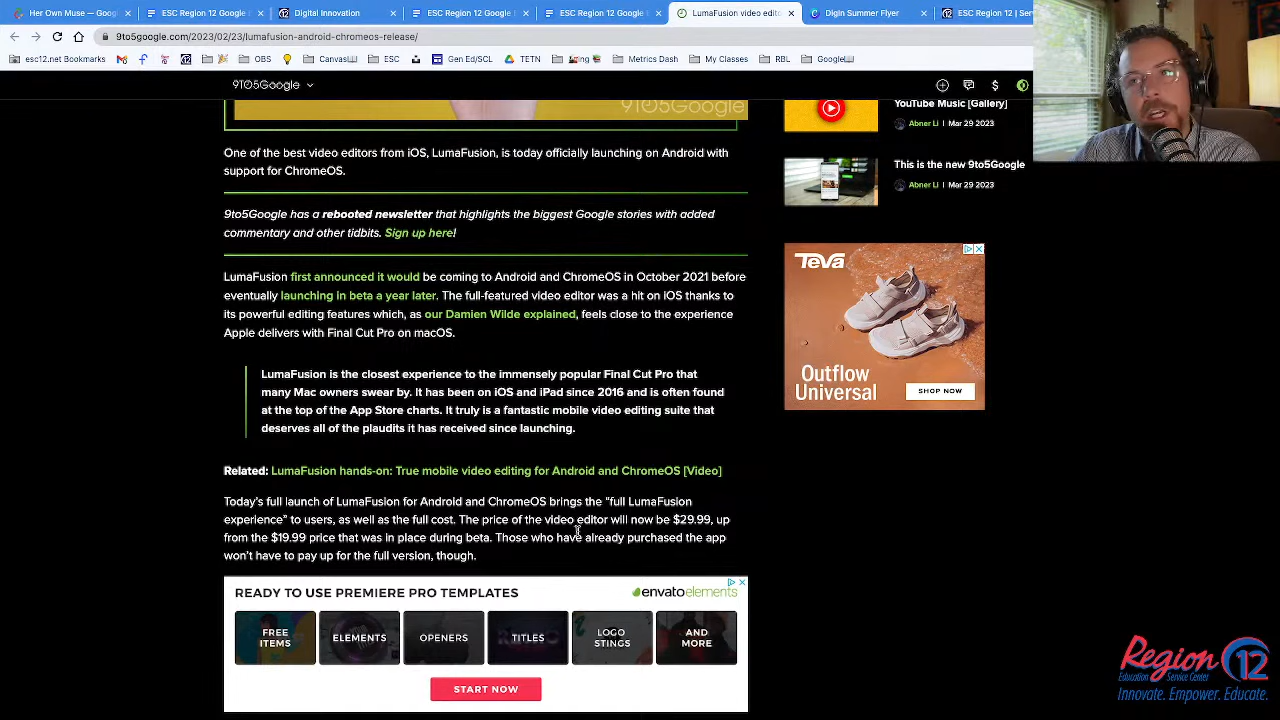 Her Own Muse — Googl
ESC Region 12 Google
Digital Innovation
ESC Region 12 Google
ESC Region 12 Google
LumaFusion video edito
DigIn Summer Flyer
ESC Region 12 | Serv
9to5google.com/2023/02/23/lumafusion-android-chromeos-release/
esc12.net Bookmarks
OBS
Canvas
ESC
Gen Ed/SCL
TETN
ing
Metrics Dash
My Classes
RBL
Google
9TO5Google
9TO5Google
YouTube Music [Gallery]
Abner Li | Mar 29 2023
This is the new 9to5Google
Abner Li | Mar 29 2023
One of the best video editors from iOS, LumaFusion, is today officially launching on Android with
support for ChromeOS.
9to5Google has a rebooted newsletter that highlights the biggest Google stories with added
commentary and other tidbits. Sign up here!
LumaFusion first announced it would be coming to Android and ChromeOS in October 2021 before
eventually launching in beta a year later. The full-featured video editor was a hit on iOS thanks to
its powerful editing features which, as our Damien Wilde explained, feels close to the experience
Apple delivers with Final Cut Pro on macOS.
LumaFusion is the closest experience to the immensely popular Final Cut Pro that
many Mac owners swear by. It has been on iOS and iPad since 2016 and is often found
at the top of the App Store charts. It truly is a fantastic mobile video editing suite that
deserves all of the plaudits it has received since launching.
Related: LumaFusion hands-on: True mobile video editing for Android and ChromeOS [Video]
Today's full launch of LumaFusion for Android and ChromeOS brings the "full LumaFusion
experience" to users, as well as the full cost. The price of the video editor will now be $29.99, up
from the $19.99 price that was in place during beta. Those who have already purchased the app
won't have to pay up for the full version, though.
Teva
Outflow
Universal
SHOP NOW
READY TO USE PREMIERE PRO TEMPLATES
envatoelements
FREE
ITEMS
ELEMENTS
OPENERS
TITLES
LOGO
STINGS
AND
MORE
START NOW
Region 12
Education Service Center
Innovate. Empower. Educate.